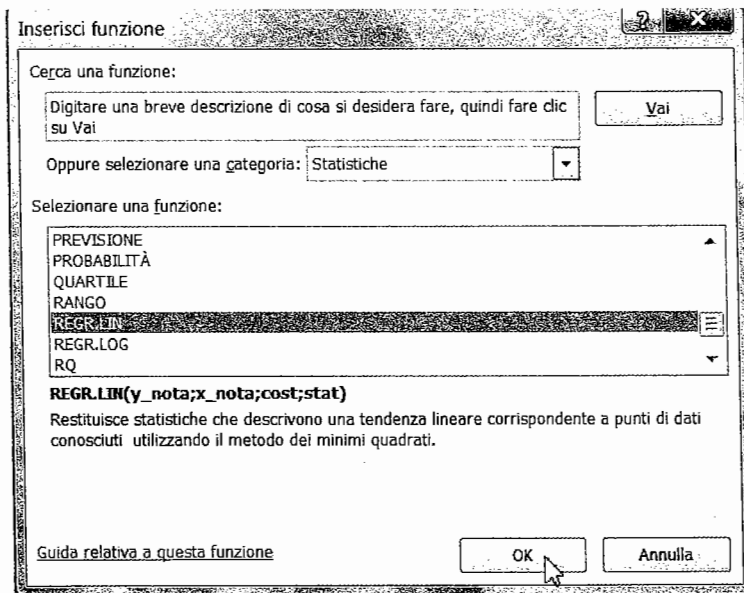 Inserisci funzione
Cerca una funzione:
Digitare una breve descrizione di cosa si desidera fare, quindi fare clic
su Vai
Vai
Oppure selezionare una categoria: Statistiche
Selezionare una funzione:
PREVISIONE
PROBABILITÀ
QUARTILE
RANGO
REGR.LIN
REGR.LOG
RQ
REGR.LIN(y_nota;x_nota;cost;stat)
Restituisce statistiche che descrivono una tendenza lineare corrispondente a punti di dati
conosciuti utilizzando il metodo dei minimi quadrati.
Guida relativa a questa funzione
OK
Annulla